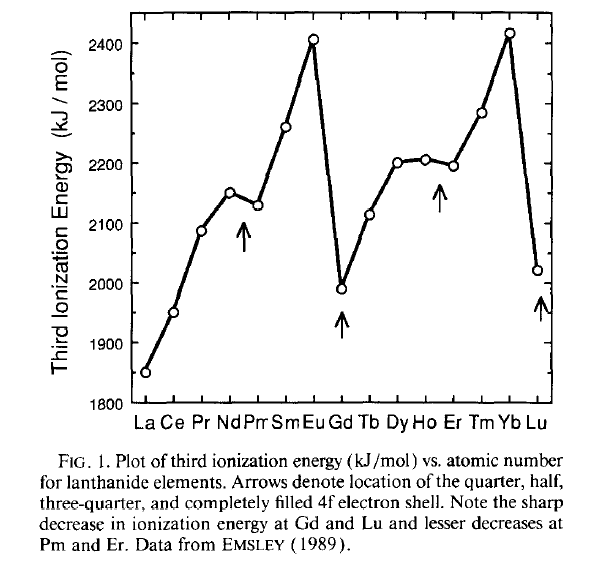 Third Ionization Energy (kJ / mol)
2400
2300
2200
2100
2000
1900
1800
La Ce Pr Nd Pm Sm Eu Gd Tb Dy Ho Er Tm Yb Lu
FIG. 1. Plot of third ionization energy (kJ/mol) vs. atomic number
for lanthanide elements. Arrows denote location of the quarter, half,
three-quarter, and completely filled 4f electron shell. Note the sharp
decrease in ionization energy at Gd and Lu and lesser decreases at
Pm and Er. Data from EMSLEY (1989).